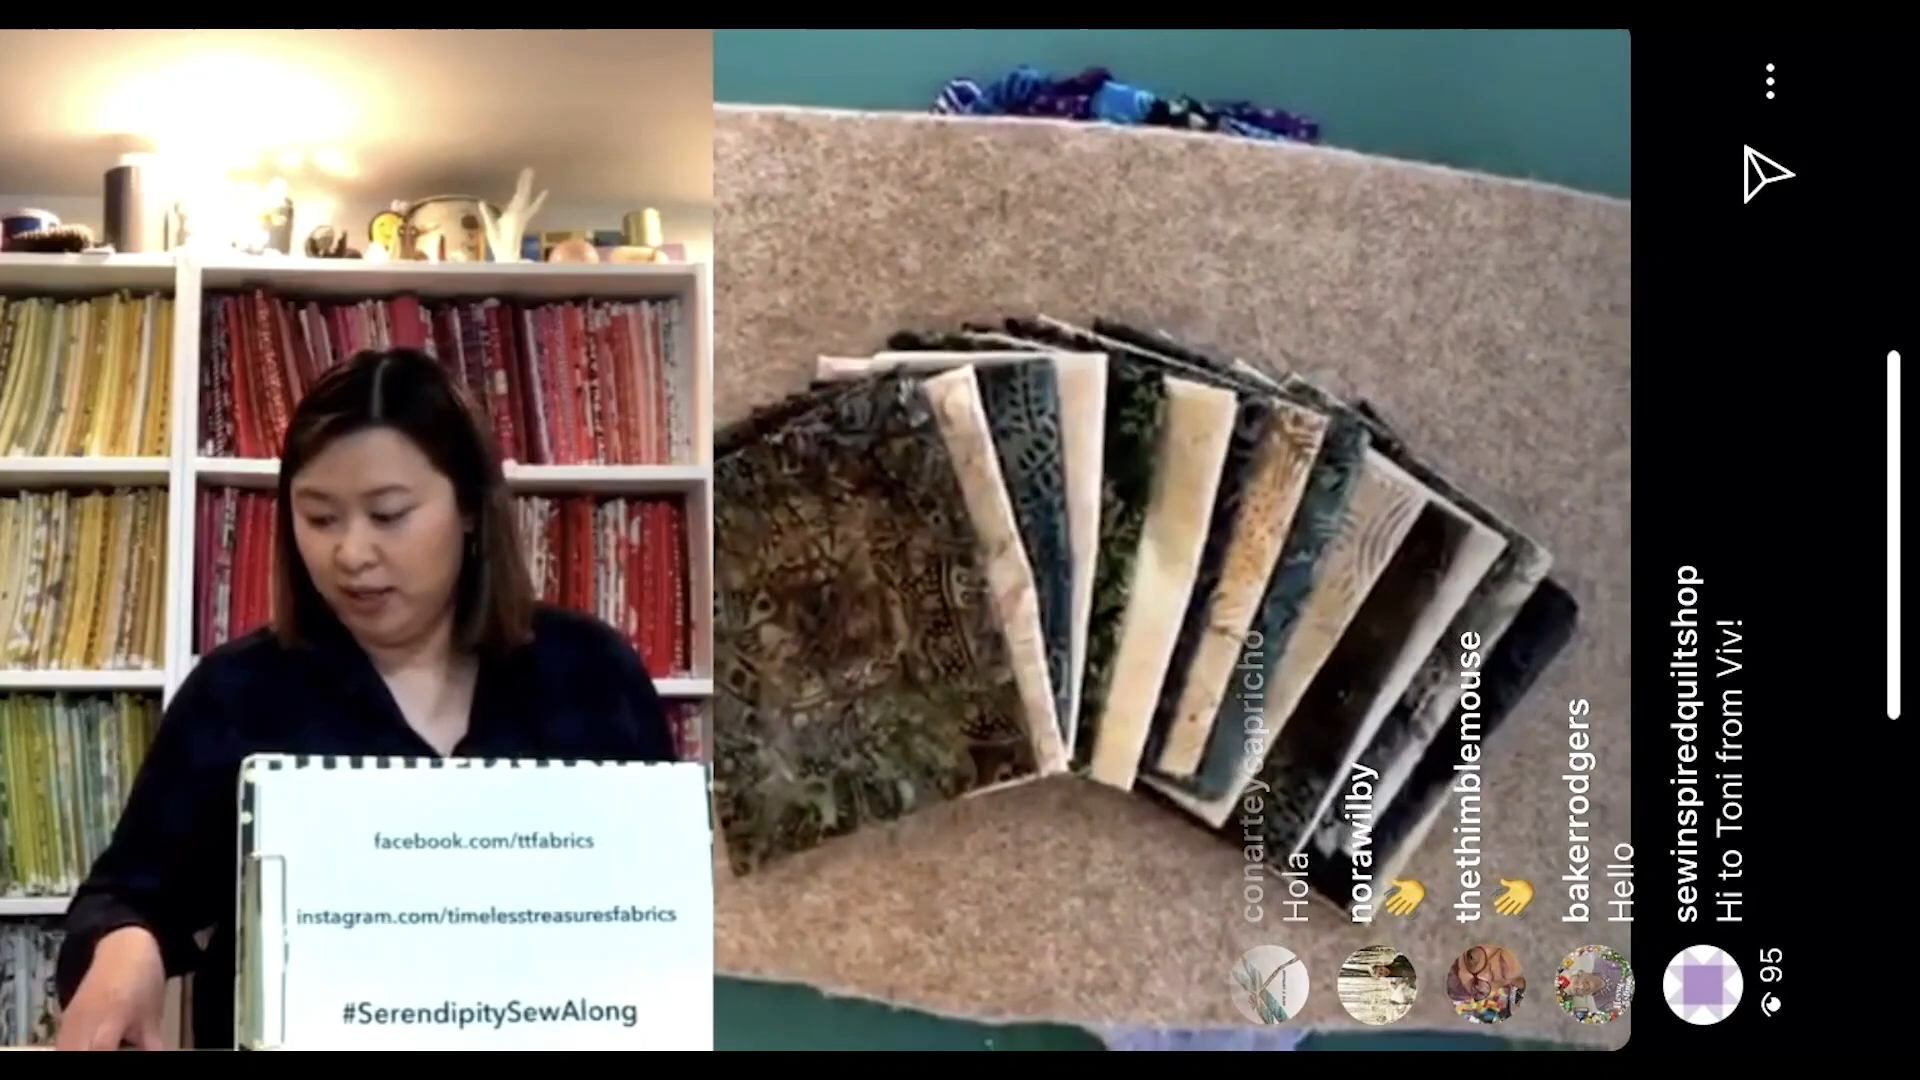 facebook.com/ttfabrics
instagram.com/timelesstreasuresfabrics
#SerendipitySewAlong
conarteycapricho
Hola
norawilby
👋
thethimblemouse
👋
bakerrodgers
Hello
sewinspiredquiltshop
Hi to Toni from Viv!
95